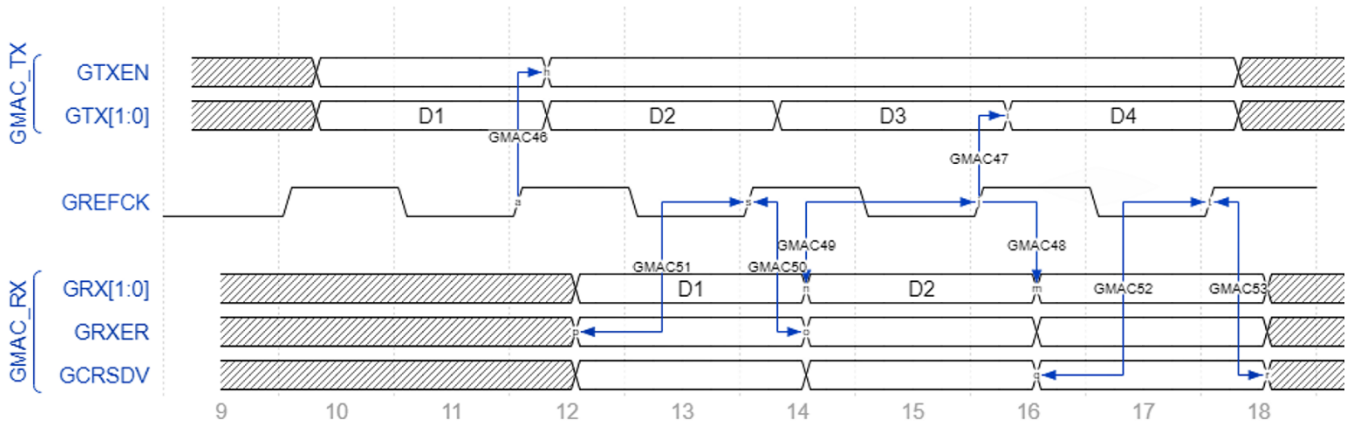 GMAC_TX
GTXEN
h
GTX[1:0]
D1
D2
D3
D4
GMAC46
GMAC47
GREFCK
a
s
t
GMAC49
GMAC48
GMAC51
GMAC50
GMAC_RX
GRX[1:0]
D1
n
D2
m
GMAC52
GMAC53
GRXER
p
o
GCRSDV
q
r
9 10 11 12 13 14 15 16 17 18